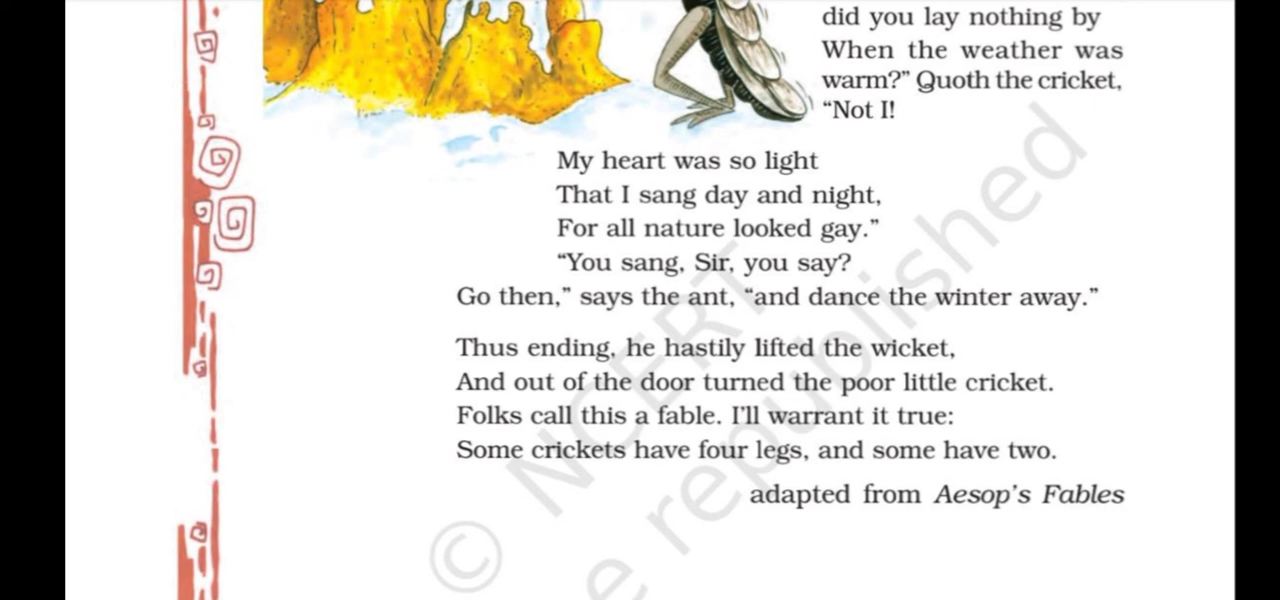 did you lay nothing by
When the weather was
warm?” Quoth the cricket,
“Not I!
My heart was so light
That I sang day and night,
For all nature looked gay.”
“You sang, Sir, you say?
Go then,” says the ant, “and dance the winter away.”
Thus ending, he hastily lifted the wicket,
And out of the door turned the poor little cricket.
Folks call this a fable. I’ll warrant it true:
Some crickets have four legs, and some have two.
adapted from Aesop’s Fables
© NCERT
e republished